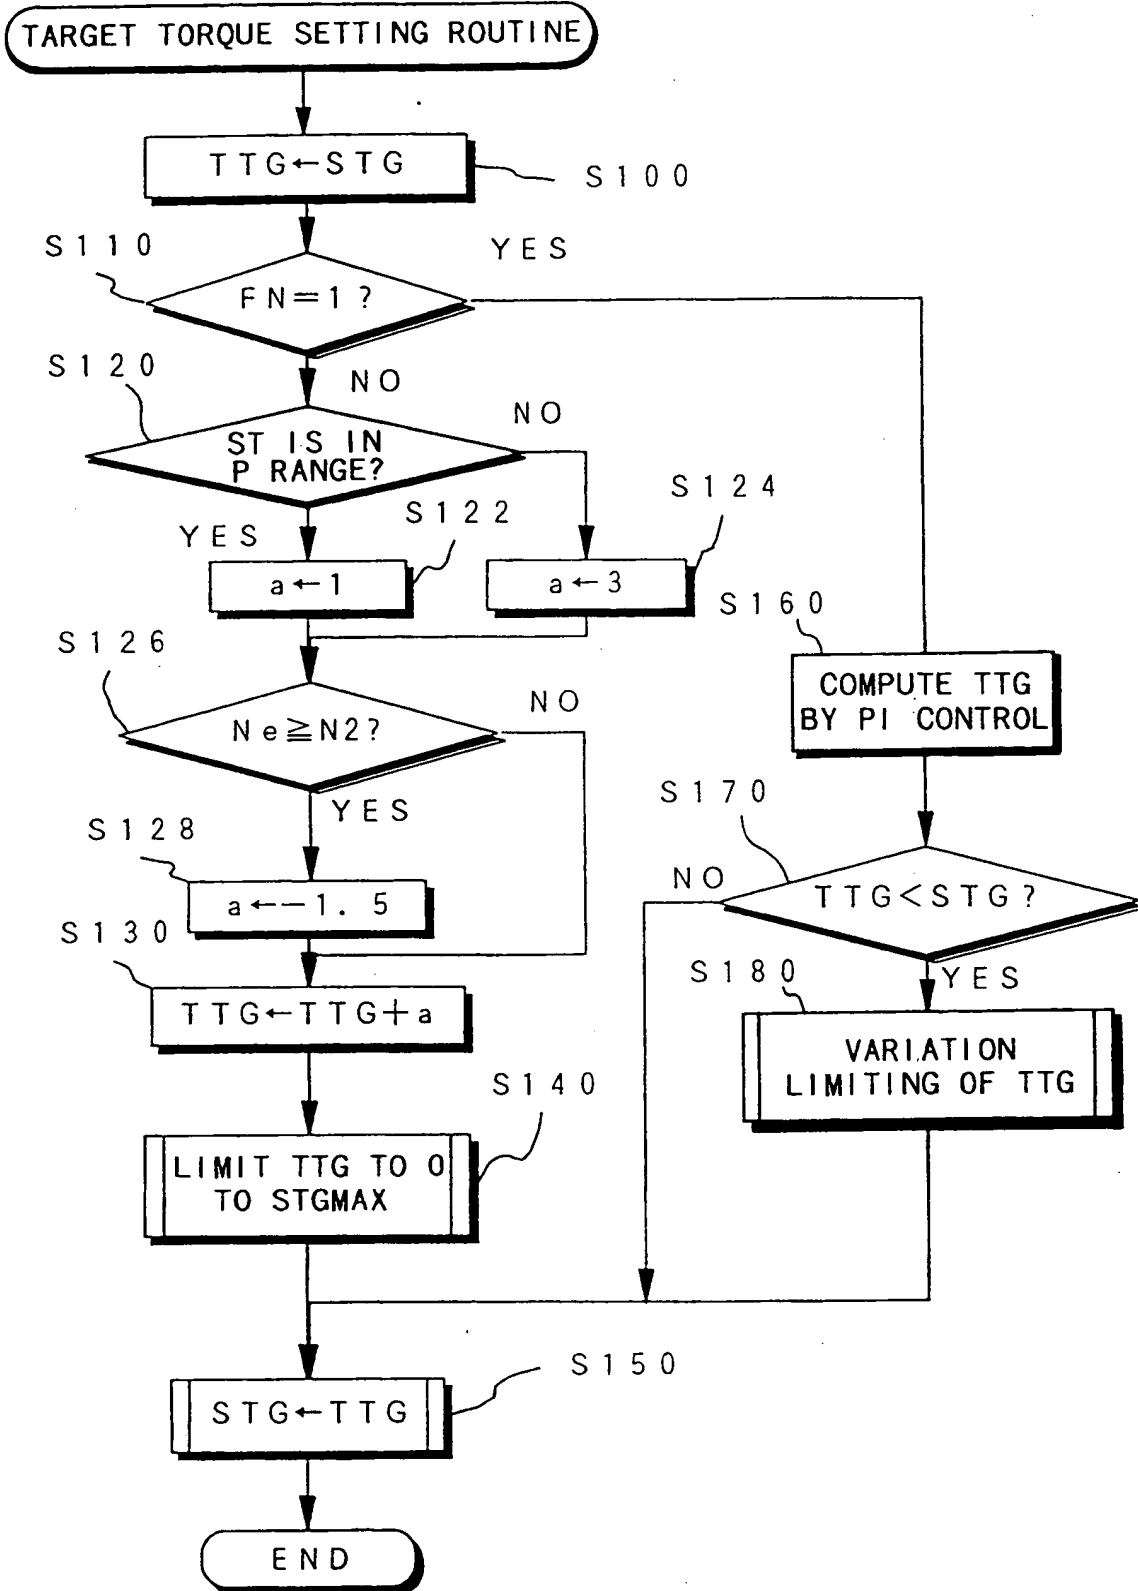 TARGET TORQUE SETTING ROUTINE
TTG←STG
S100
S110
YES
FN=1?
S120
NO
NO
ST IS IN
P RANGE?
S124
S122
YES
a←1
a←3
S160
S126
COMPUTE TTG
BY PI CONTROL
NO
Ne≧N2?
S170
YES
S128
NO
TTG<STG?
a←-1.5
S130
S180
YES
TTG←TTG+a
VARIATION
LIMITING OF TTG
S140
LIMIT TTG TO 0
TO STGMAX
S150
STG←TTG
END